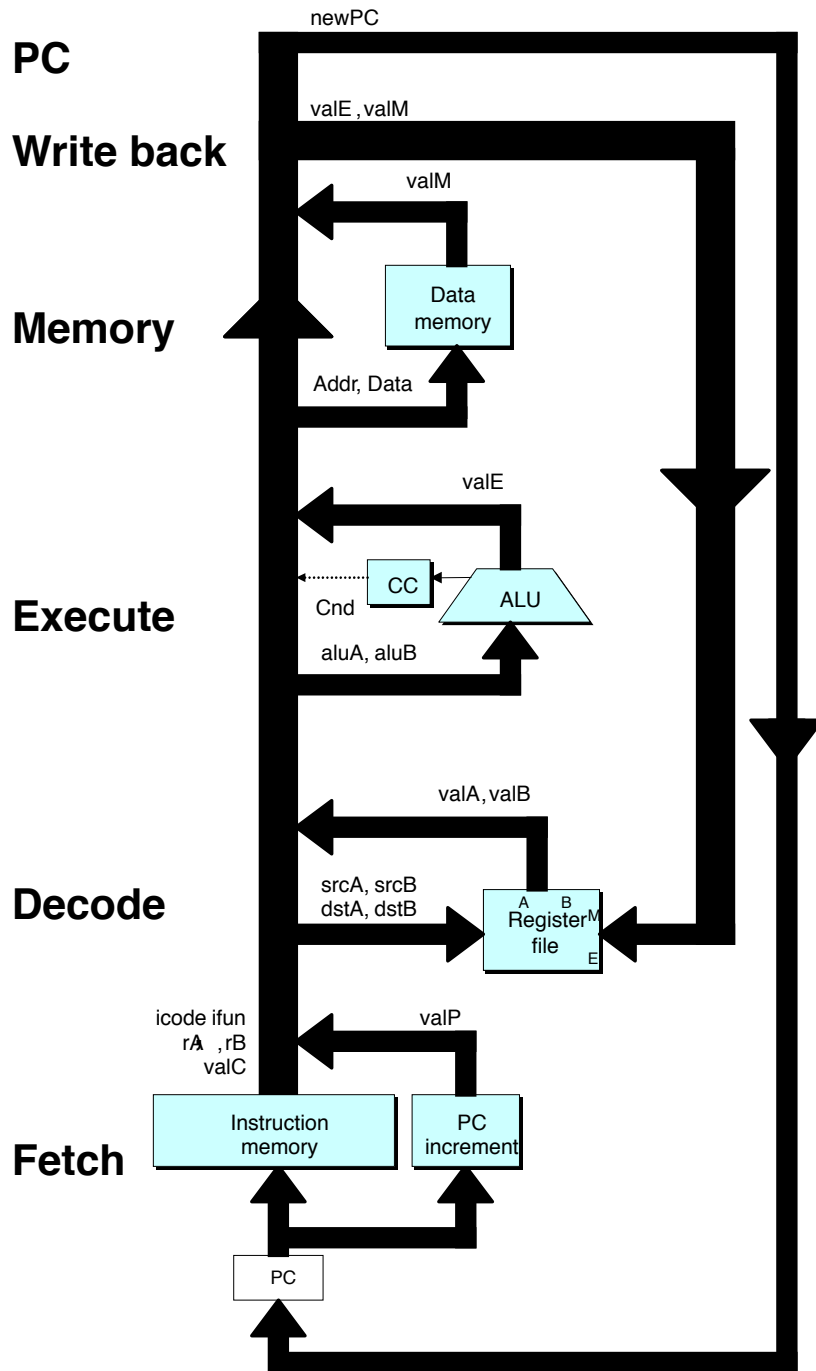 newPC
PC
valE , valM
Write back
valM
Data
memory
Memory
Addr, Data
valE
CC
ALU
Cnd
Execute
aluA, aluB
valA, valB
srcA, srcB
dstA, dstB
A B
M
Register
file
E
Decode
icode ifun
valP
, rB
valC
Instruction
memory
PC
increment
Fetch
PC